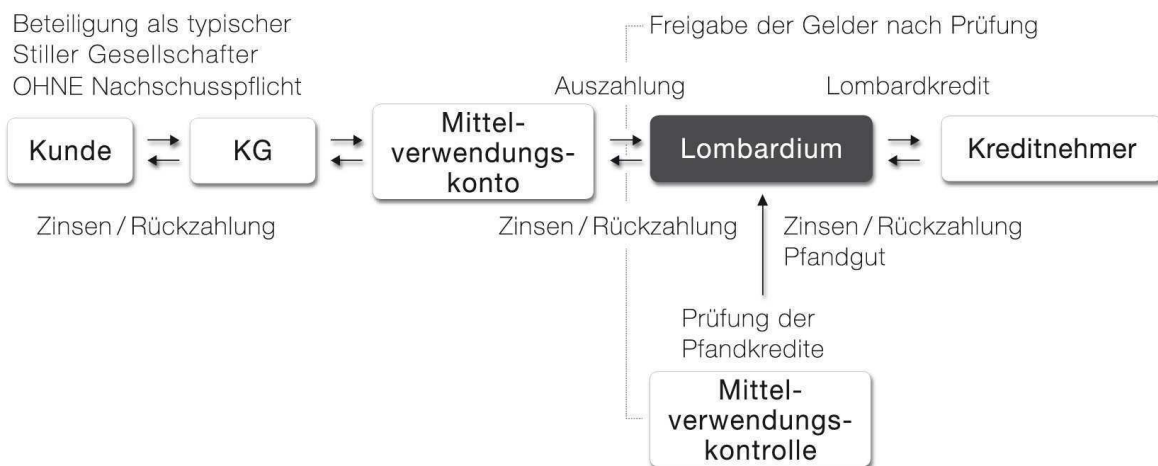 Beteiligung als typischer
Stiller Gesellschafter
OHNE Nachschusspflicht
Freigabe der Gelder nach Prüfung
Auszahlung
Lombardkredit
Kunde
KG
Mittel-
verwendungs-
konto
Lombardium
Kreditnehmer
Zinsen / Rückzahlung
Zinsen / Rückzahlung
Zinsen / Rückzahlung
Pfandgut
Prüfung der
Pfandkredite
Mittel-
verwendungs-
kontrolle